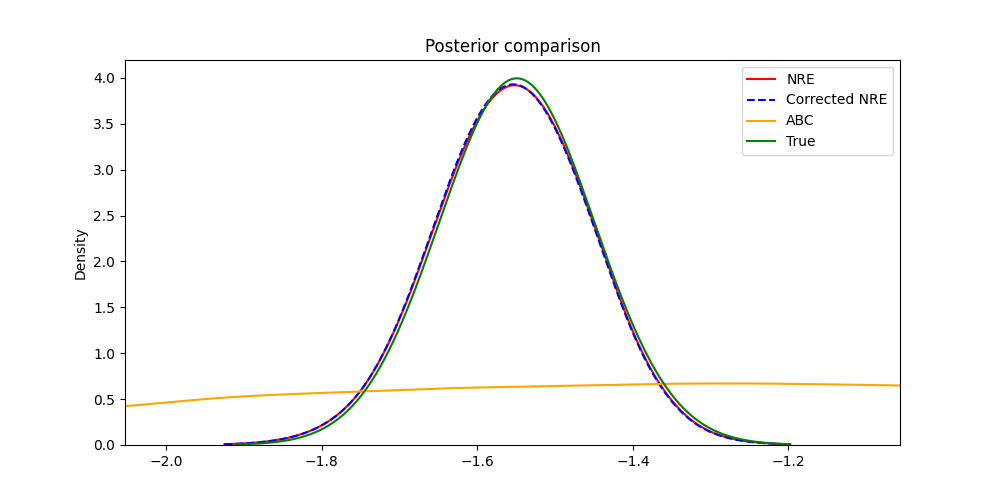 Posterior comparison
Density
4.0
3.5
3.0
2.5
2.0
1.5
1.0
0.5
0.0
−2.0 −1.8 −1.6 −1.4 −1.2
NRE
Corrected NRE
ABC
True